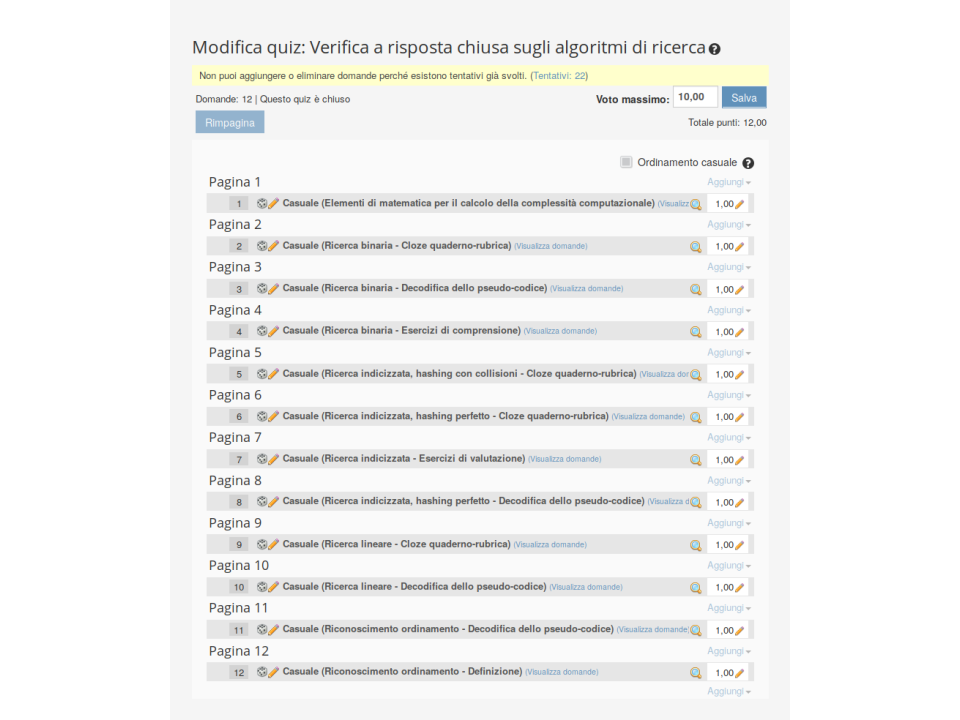 Modifica quiz: Verifica a risposta chiusa sugli algoritmi di ricerca
Non puoi aggiungere o eliminare domande perché esistono tentativi già svolti. (Tentativi: 22)
Domande: 12 | Questo quiz è chiuso
Voto massimo: 10,00 Salva
Rimpagina
Totale punti: 12,00
Ordinamento casuale
Pagina 1 Aggiungi
1 Casuale (Elementi di matematica per il calcolo della complessità computazionale) (Visualizz 1,00
Pagina 2 Aggiungi
2 Casuale (Ricerca binaria - Cloze quaderno-rubrica) (Visualizza domande) 1,00
Pagina 3 Aggiungi
3 Casuale (Ricerca binaria - Decodifica dello pseudo-codice) (Visualizza domande) 1,00
Pagina 4 Aggiungi
4 Casuale (Ricerca binaria - Esercizi di comprensione) (Visualizza domande) 1,00
Pagina 5 Aggiungi
5 Casuale (Ricerca indicizzata, hashing con collisioni - Cloze quaderno-rubrica) (Visualizza dor 1,00
Pagina 6 Aggiungi
6 Casuale (Ricerca indicizzata, hashing perfetto - Cloze quaderno-rubrica) (Visualizza domande) 1,00
Pagina 7 Aggiungi
7 Casuale (Ricerca indicizzata - Esercizi di valutazione) (Visualizza domande) 1,00
Pagina 8 Aggiungi
8 Casuale (Ricerca indicizzata, hashing perfetto - Decodifica dello pseudo-codice) (Visualizza d 1,00
Pagina 9 Aggiungi
9 Casuale (Ricerca lineare - Cloze quaderno-rubrica) (Visualizza domande) 1,00
Pagina 10 Aggiungi
10 Casuale (Ricerca lineare - Decodifica dello pseudo-codice) (Visualizza domande) 1,00
Pagina 11 Aggiungi
11 Casuale (Riconoscimento ordinamento - Decodifica dello pseudo-codice) (Visualizza domande) 1,00
Pagina 12 Aggiungi
12 Casuale (Riconoscimento ordinamento - Definizione) (Visualizza domande) 1,00
Aggiungi